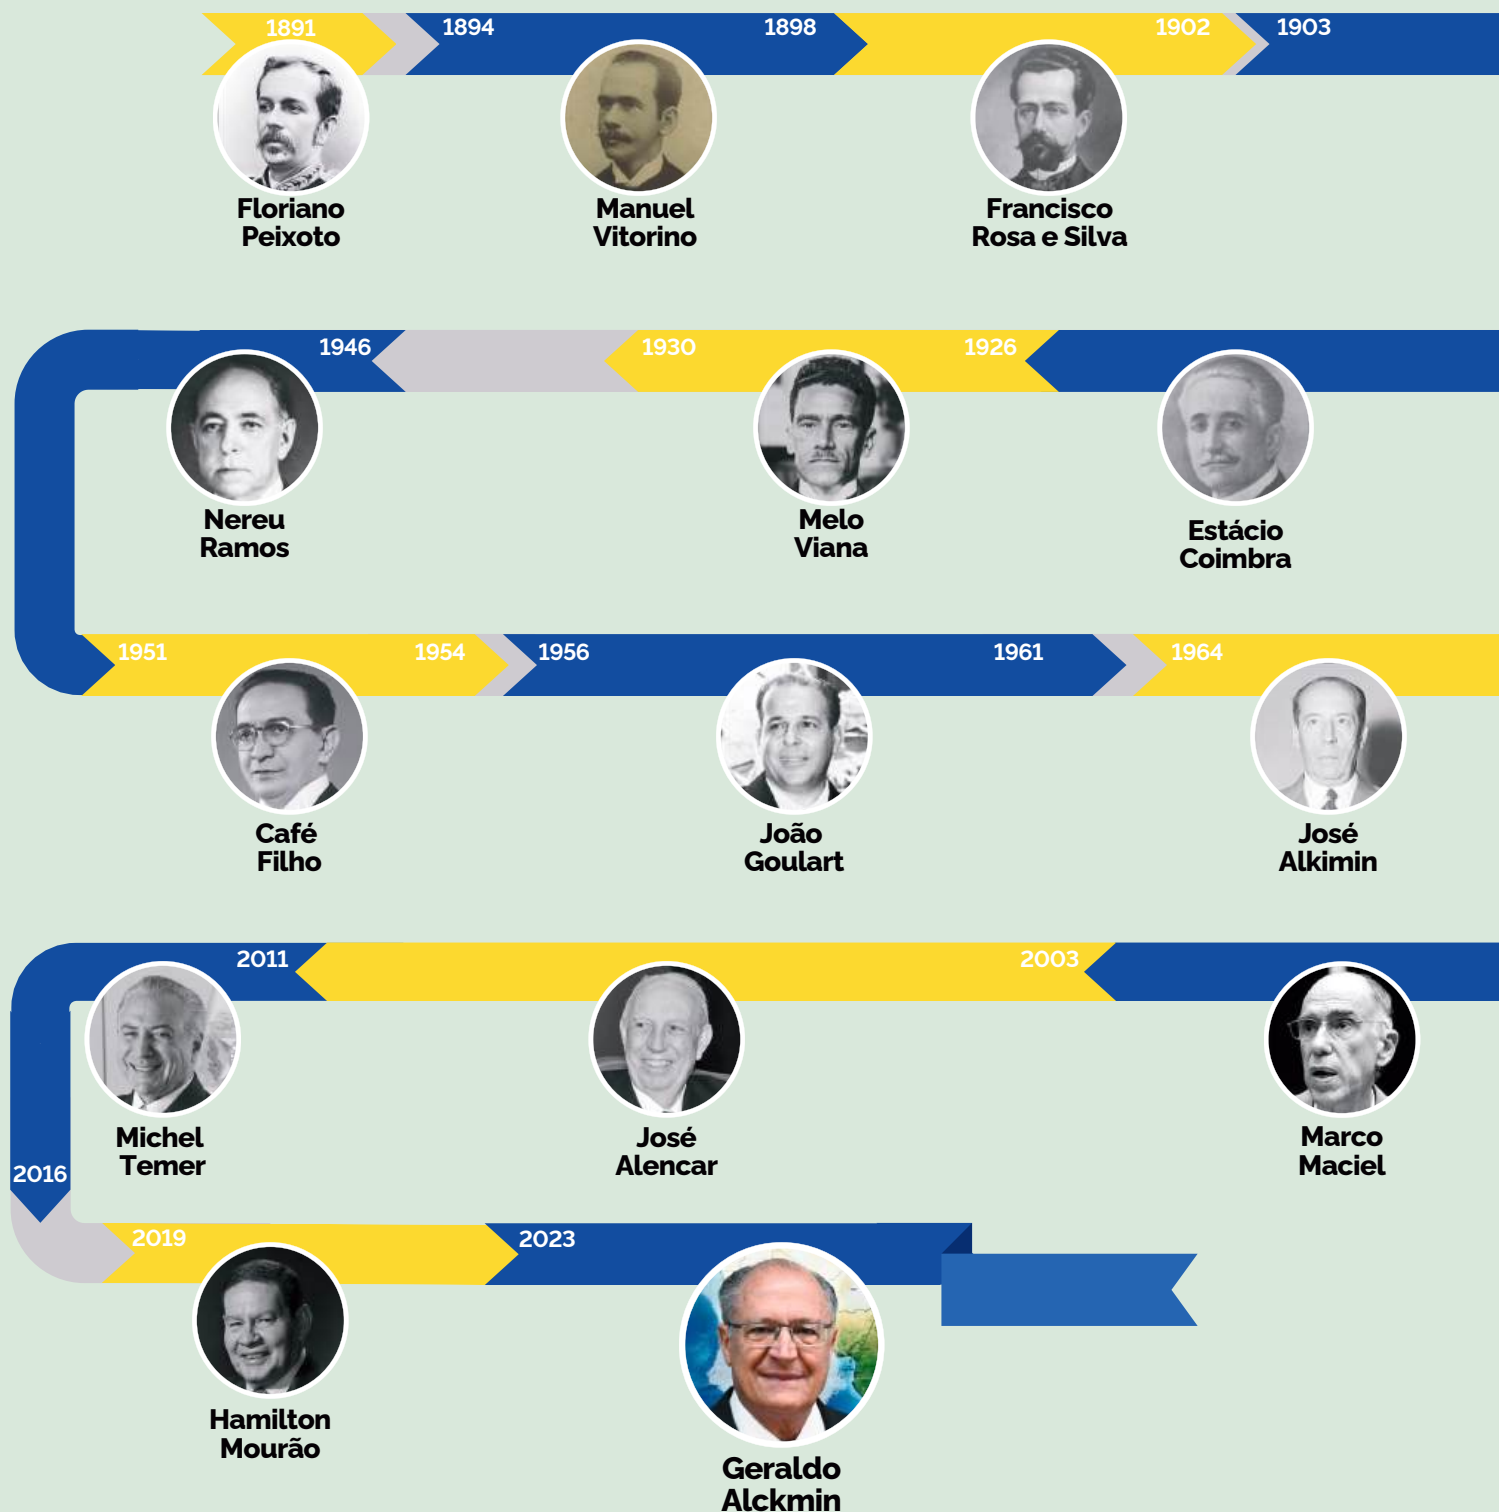 1891
1894
1898
1902
1903
Floriano
Peixoto
Manuel
Vitorino
Francisco
Rosa e Silva
1946
1930
1926
Nereu
Ramos
Melo
Viana
Estácio
Coimbra
1951
1954
1956
1961
1964
Café
Filho
João
Goulart
José
Alkimin
2011
2003
Michel
Temer
José
Alencar
Marco
Maciel
2016
2019
2023
Hamilton
Mourão
Geraldo
Alckmin